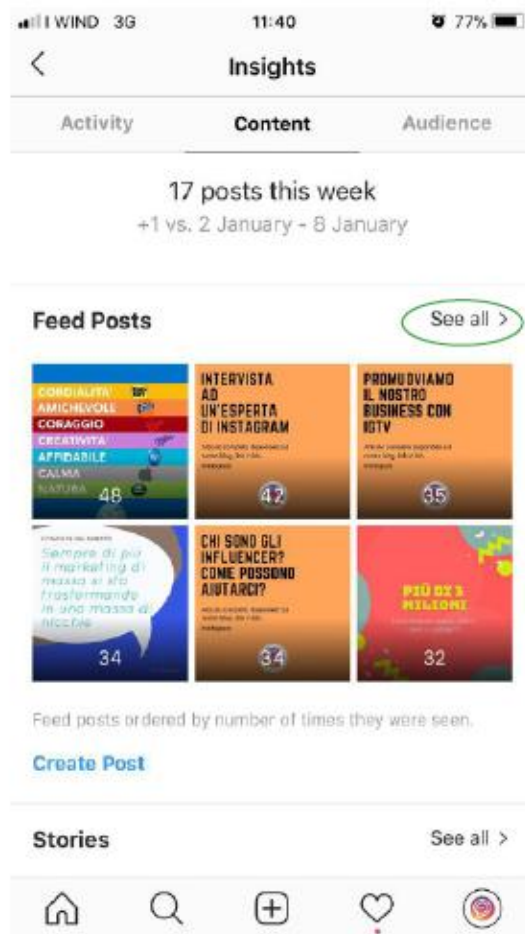 WIND 3G 11:40 77%
Insights
Activity Content Audience
17 posts this week
+1 vs. 2 January - 8 January
Feed Posts See all >
CORDIALITA'
AMICHEVOLE
CORAGGIO
CREATIVITA'
AFFIDABILE
CALMA
NATURA
48
INTERVISTA
AD
UN'ESPERTA
DI INSTAGRAM
42
PROMUOVIAMO
IL NOSTRO
BUSINESS CON
IGTV
35
Sempre di più
il marketing di
massa si sta
trasformando
in una massa di
nicchie
34
CHI SONO GLI
INFLUENCER?
COME POSSONO
AIUTARCI?
34
PIÙ DI 3
MILIONI
32
Feed posts ordered by number of times they were seen.
Create Post
Stories See all >